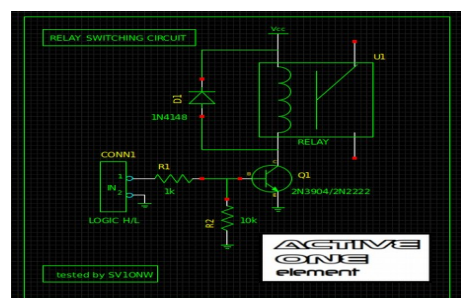 RELAY SWITCHING CIRCUIT
Vcc
U1
D1
1N4148
RELAY
CONN1
R1
Q1
1
IN
2
1k
2N3904/2N2222
LOGIC H/L
R2
10k
ACTIVE
ONE
element
tested by SV1ONW